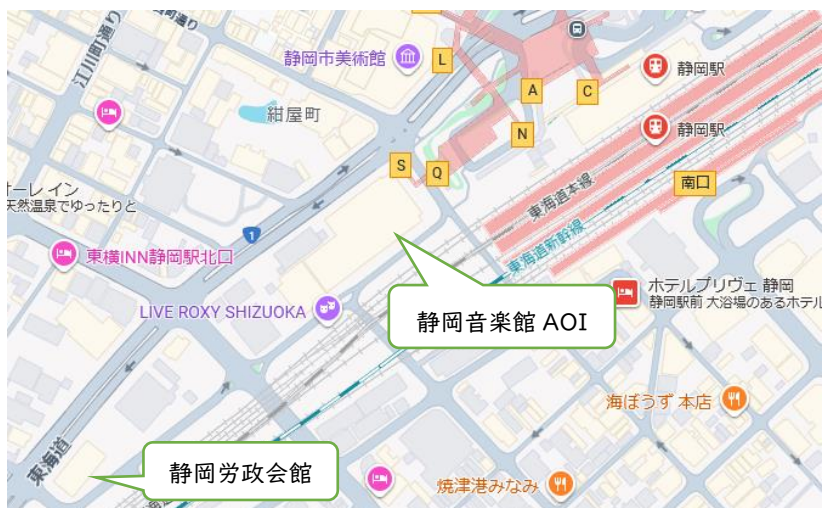 江川町通り
町通り
静岡市美術館
L
A
C
静岡駅
紺屋町
N
静岡駅
S
Q
南口
オーレ イン
天然温泉でゆったりと
東海道本線
1
東横INN静岡駅北口
東海道新幹線
ホテルプリヴェ 静岡
静岡駅前 大浴場のあるホテル
LIVE ROXY SHIZUOKA
静岡音楽館 AOI
海ぼうず 本店
東海道
静岡労政会館
焼津港みなみ